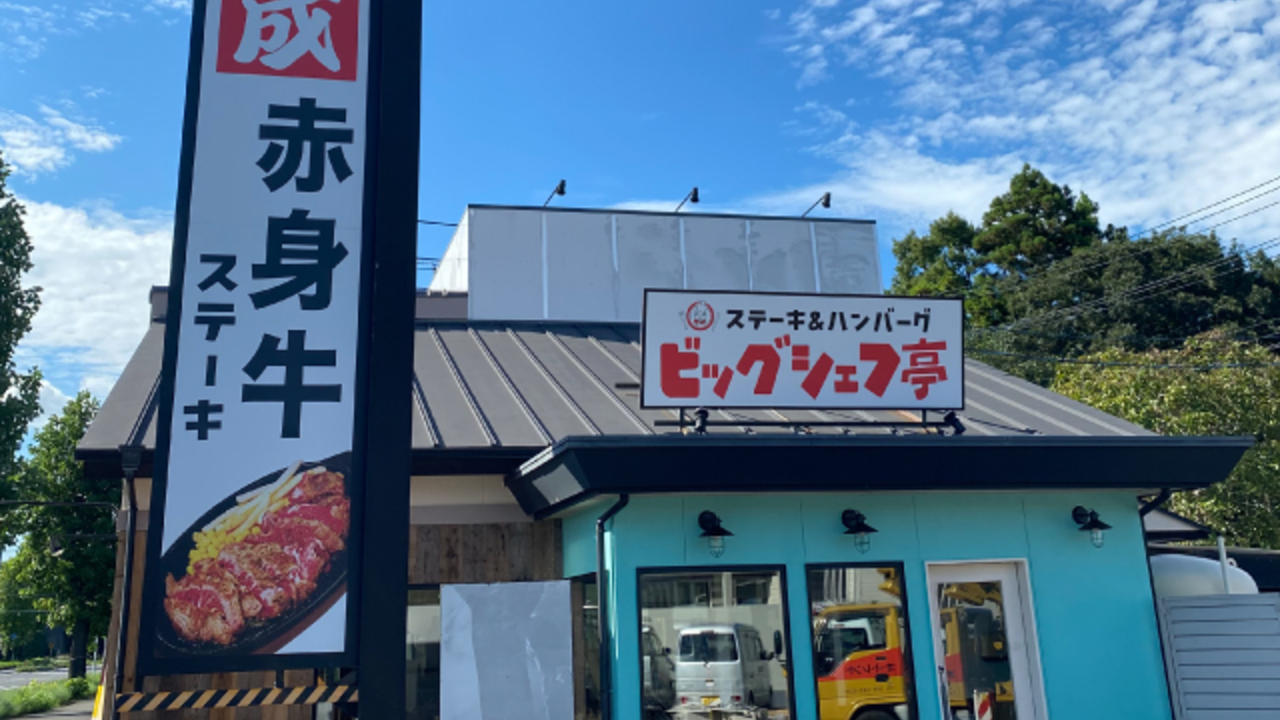 成
赤身牛
ステーキ
ステーキ&ハンバーグ
ビッグシェフ亭